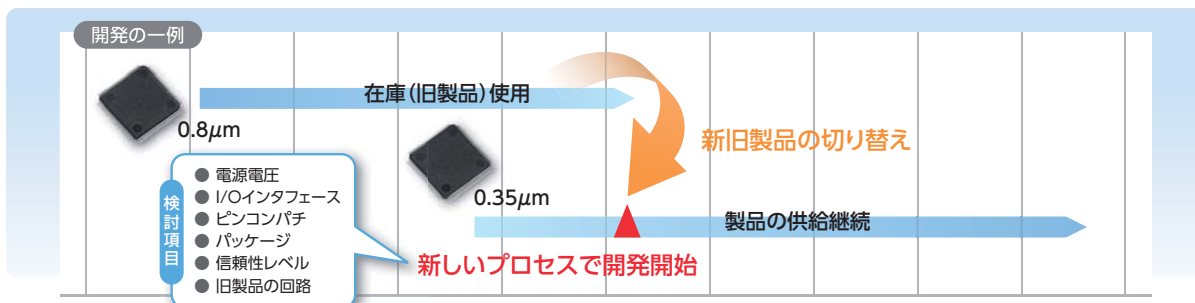 開発の一例
在庫(旧製品)使用
0.8μm
新旧製品の切り替え
0.35μm
製品の供給継続
検討項目
● 電源電圧
● I/Oインタフェース
● ピンコンパチ
● パッケージ
● 信頼性レベル
● 旧製品の回路
新しいプロセスで開発開始